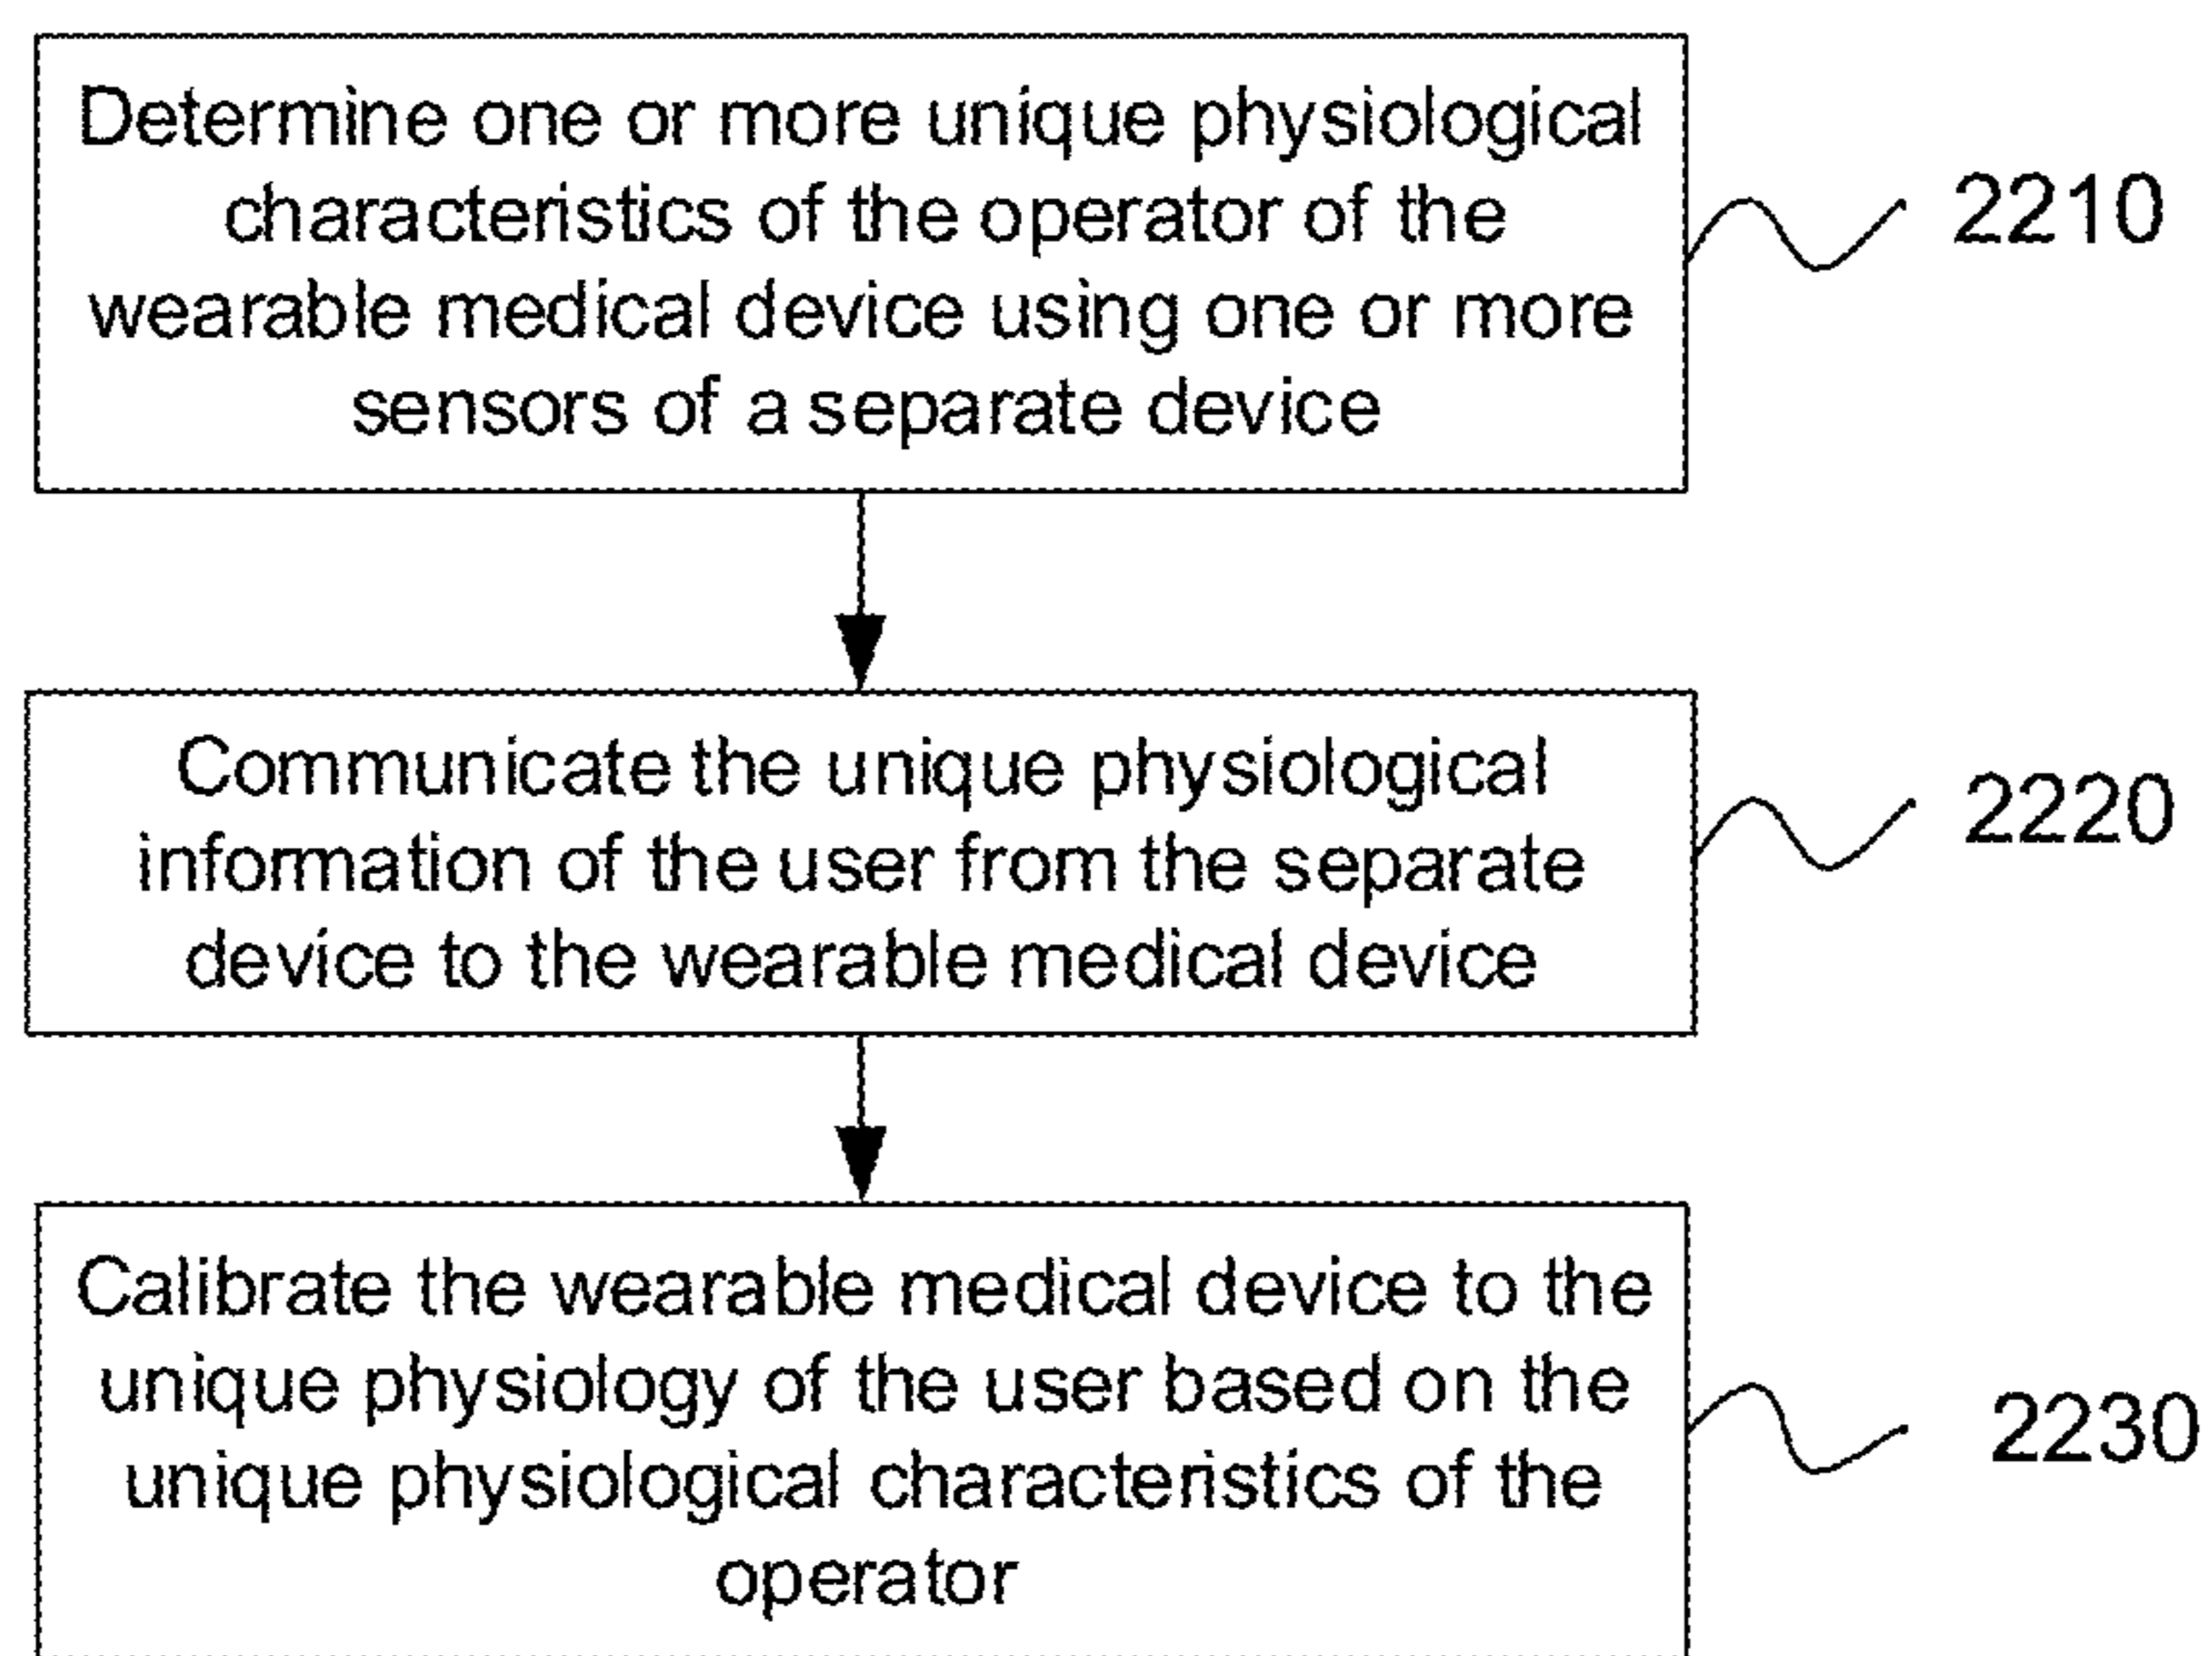 Determine one or more unique physiological
characteristics of the operator of the
wearable medical device using one or more
sensors of a separate device
2210
Communicate the unique physiological
information of the user from the separate
device to the wearable medical device
2220
Calibrate the wearable medical device to the
unique physiology of the user based on the
unique physiological characteristics of the
operator
2230